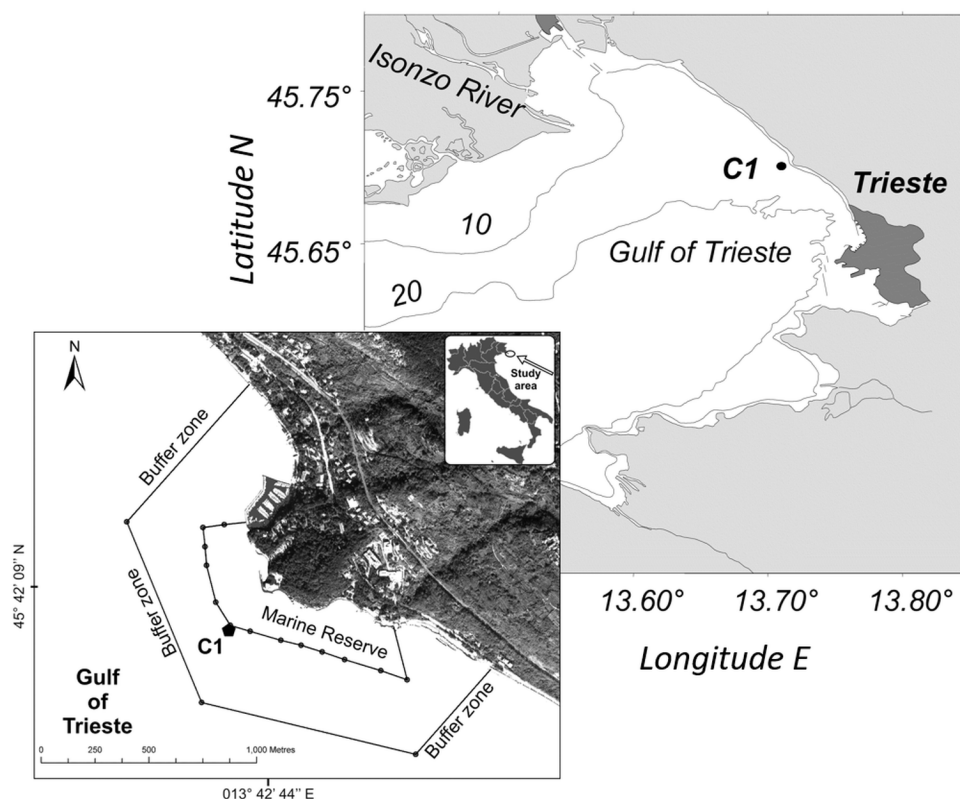 Isonzo River
45.75°
Latitude N
C1
Trieste
10
45.65°
Gulf of Trieste
20
N
Study
area
Buffer zone
45° 42' 09'' N
Buffer zone
Marine Reserve
C1
Gulf
of
Trieste
Buffer zone
0 250 500 1,000 Metres
013° 42' 44'' E
13.60° 13.70° 13.80°
Longitude E